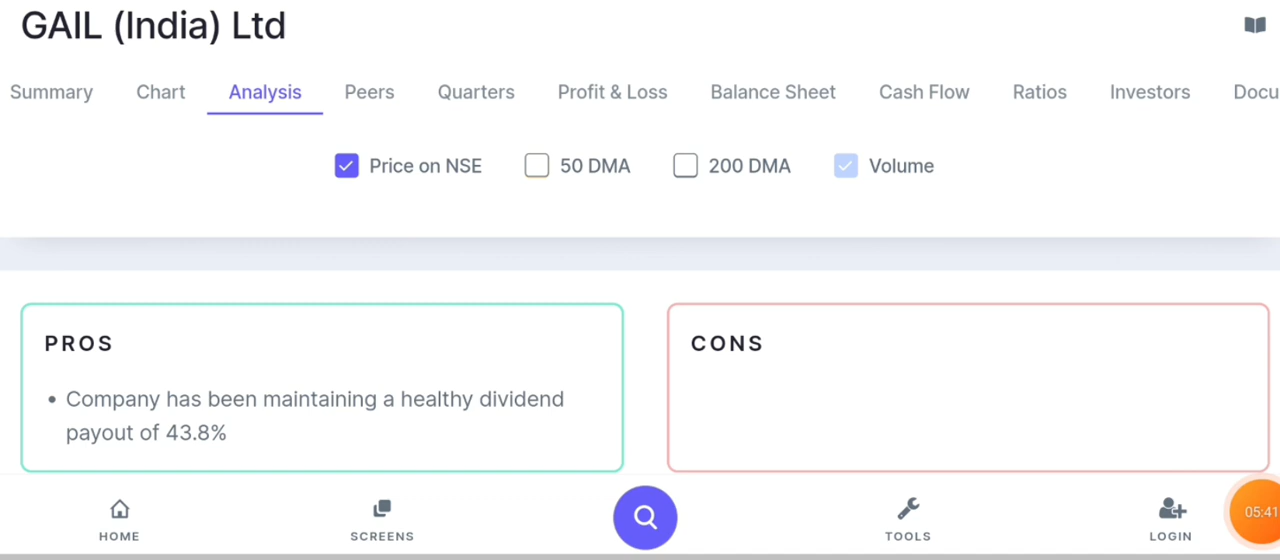 GAIL (India) Ltd
Summary Chart Analysis Peers Quarters Profit & Loss Balance Sheet Cash Flow Ratios Investors Docu
Price on NSE 50 DMA 200 DMA Volume
PROS
• Company has been maintaining a healthy dividend
payout of 43.8%
CONS
HOME SCREENS TOOLS LOGIN
05:41